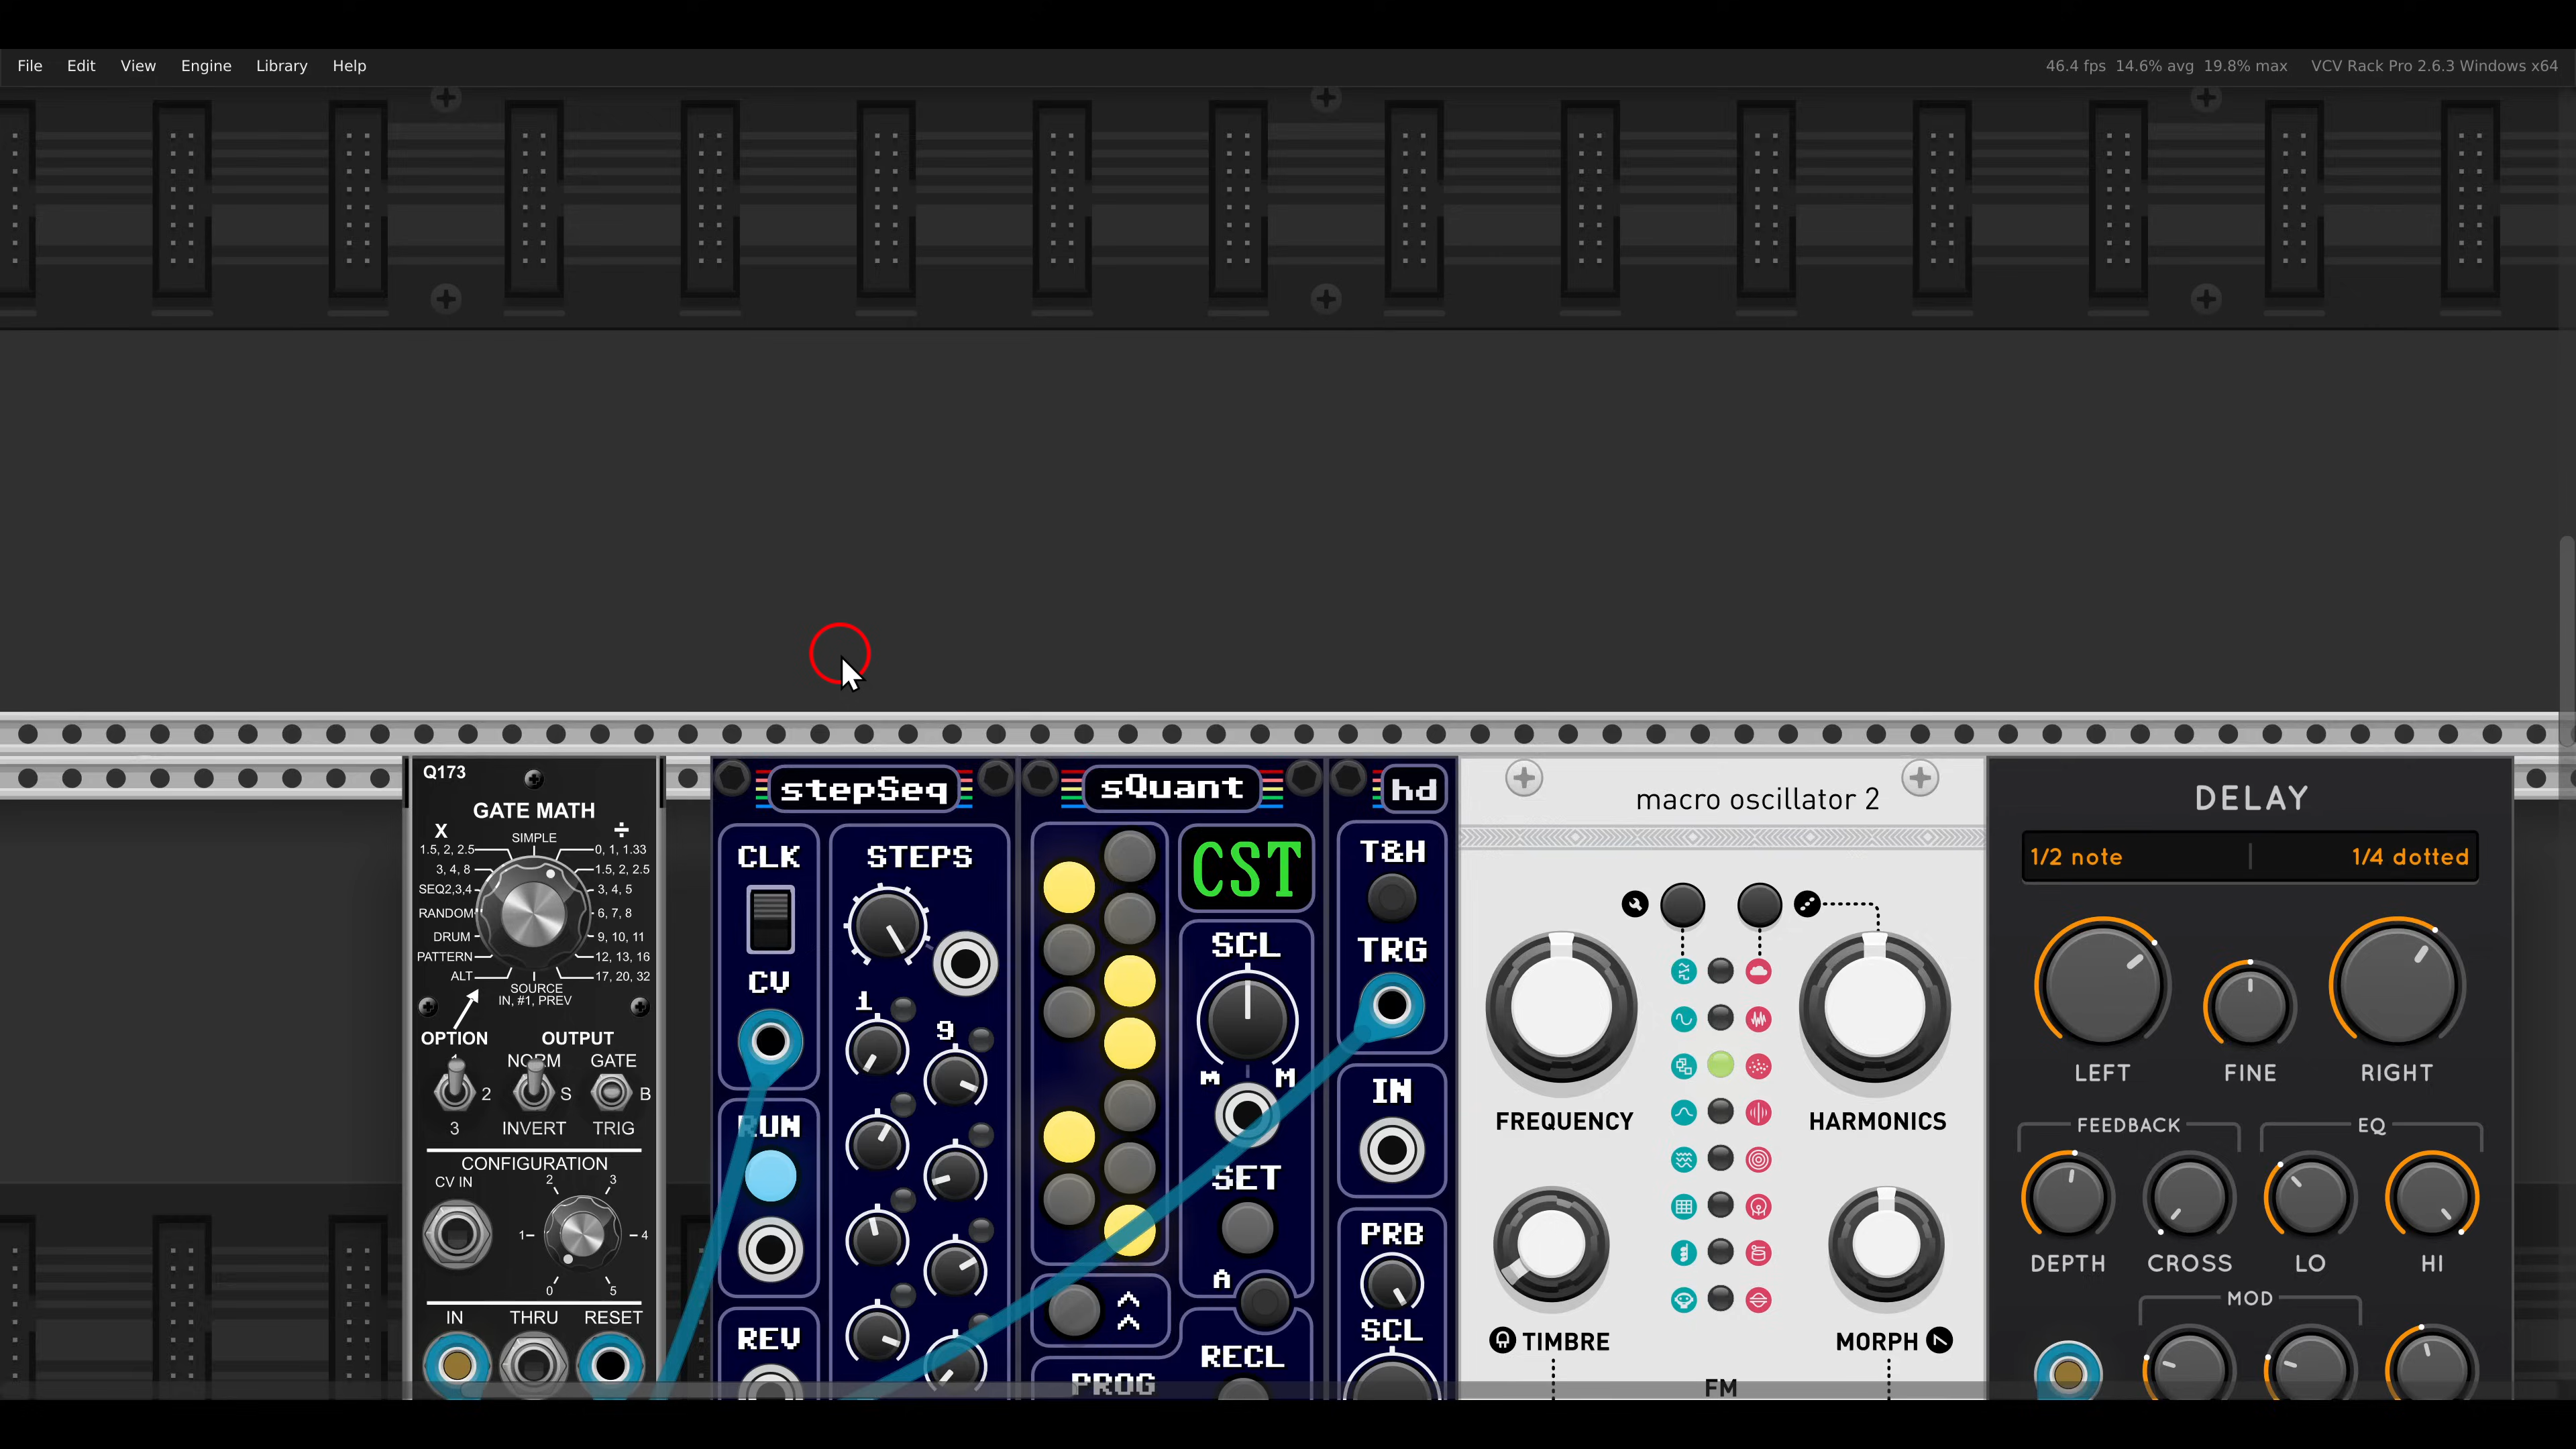 File Edit View Engine Library Help
46.4 fps 14.6% avg 19.8% max VCV Rack Pro 2.6.3 Windows x64
Q173
GATE MATH
X ÷
SIMPLE
1.5, 2, 2.5 0, 1, 1.33
3, 4, 8 1.5, 2, 2.5
SEQ2,3,4 3, 4, 5
RANDOM 6, 7, 8
DRUM 9, 10, 11
PATTERN 12, 13, 16
ALT 17, 20, 32
SOURCE
IN, #1, PREV
OPTION OUTPUT
1 NORM GATE
2 S B
3 INVERT TRIG
CONFIGURATION
CV IN
2 3
1 4
0 5
IN THRU RESET
stepSeq
CLK
CV
RUN
REV
STEPS
1
9
sQuant
CST
SCL
m M
SET
A
RECL
PROG
hd
T&H
TRG
IN
PRB
SCL
macro oscillator 2
FREQUENCY HARMONICS
TIMBRE MORPH
FM
DELAY
1/2 note 1/4 dotted
LEFT FINE RIGHT
FEEDBACK EQ
DEPTH CROSS LO HI
MOD